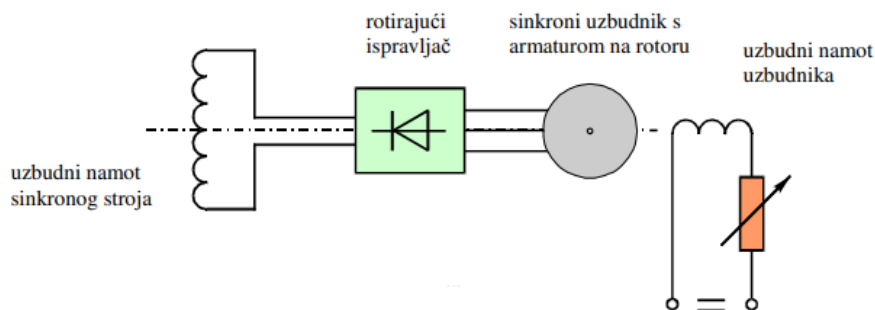 rotirajući
ispravljač
sinkroni uzbudnik s
armaturom na rotoru
uzbudni namot
uzbudnika
uzbudni namot
sinkronog stroja